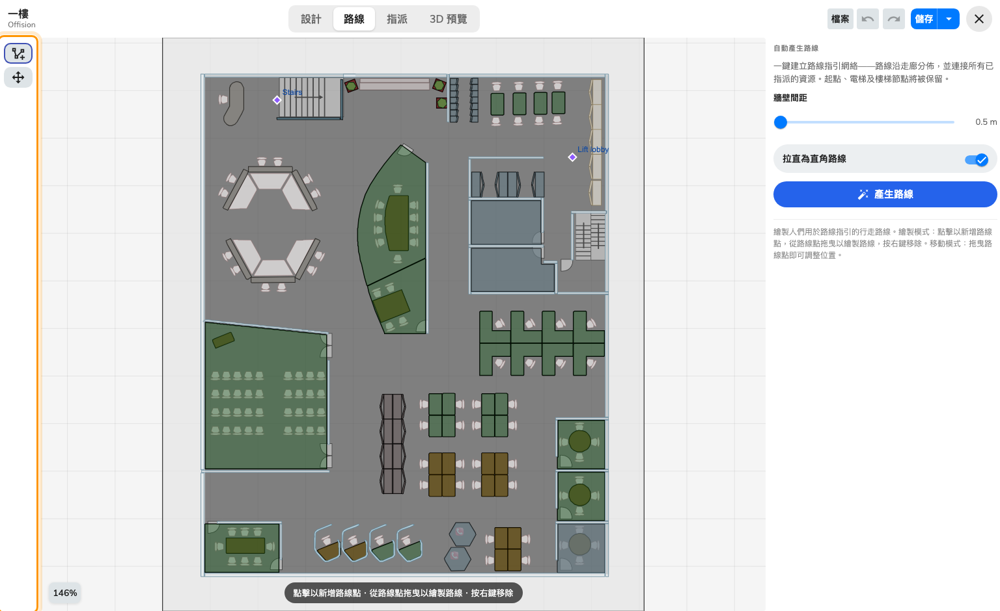 一樓
Offision
設計
路線
指派
3D 預覽
檔案
儲存
自動產生路線
一鍵建立路線指引網絡——路線沿走廊分佈，並連接所有已
指派的資源。起點、電梯及樓梯節點將被保留。
牆壁間距
0.5 m
拉直為直角路線
產生路線
繪製人們用於路線指引的行走路線。繪製模式：點擊以新增路線
點，從路線點拖曳以繪製路線，按右鍵移除。移動模式：拖曳路
線點即可調整位置。
Stairs
Lift lobby
146%
點擊以新增路線點 · 從路線點拖曳以繪製路線 · 按右鍵移除